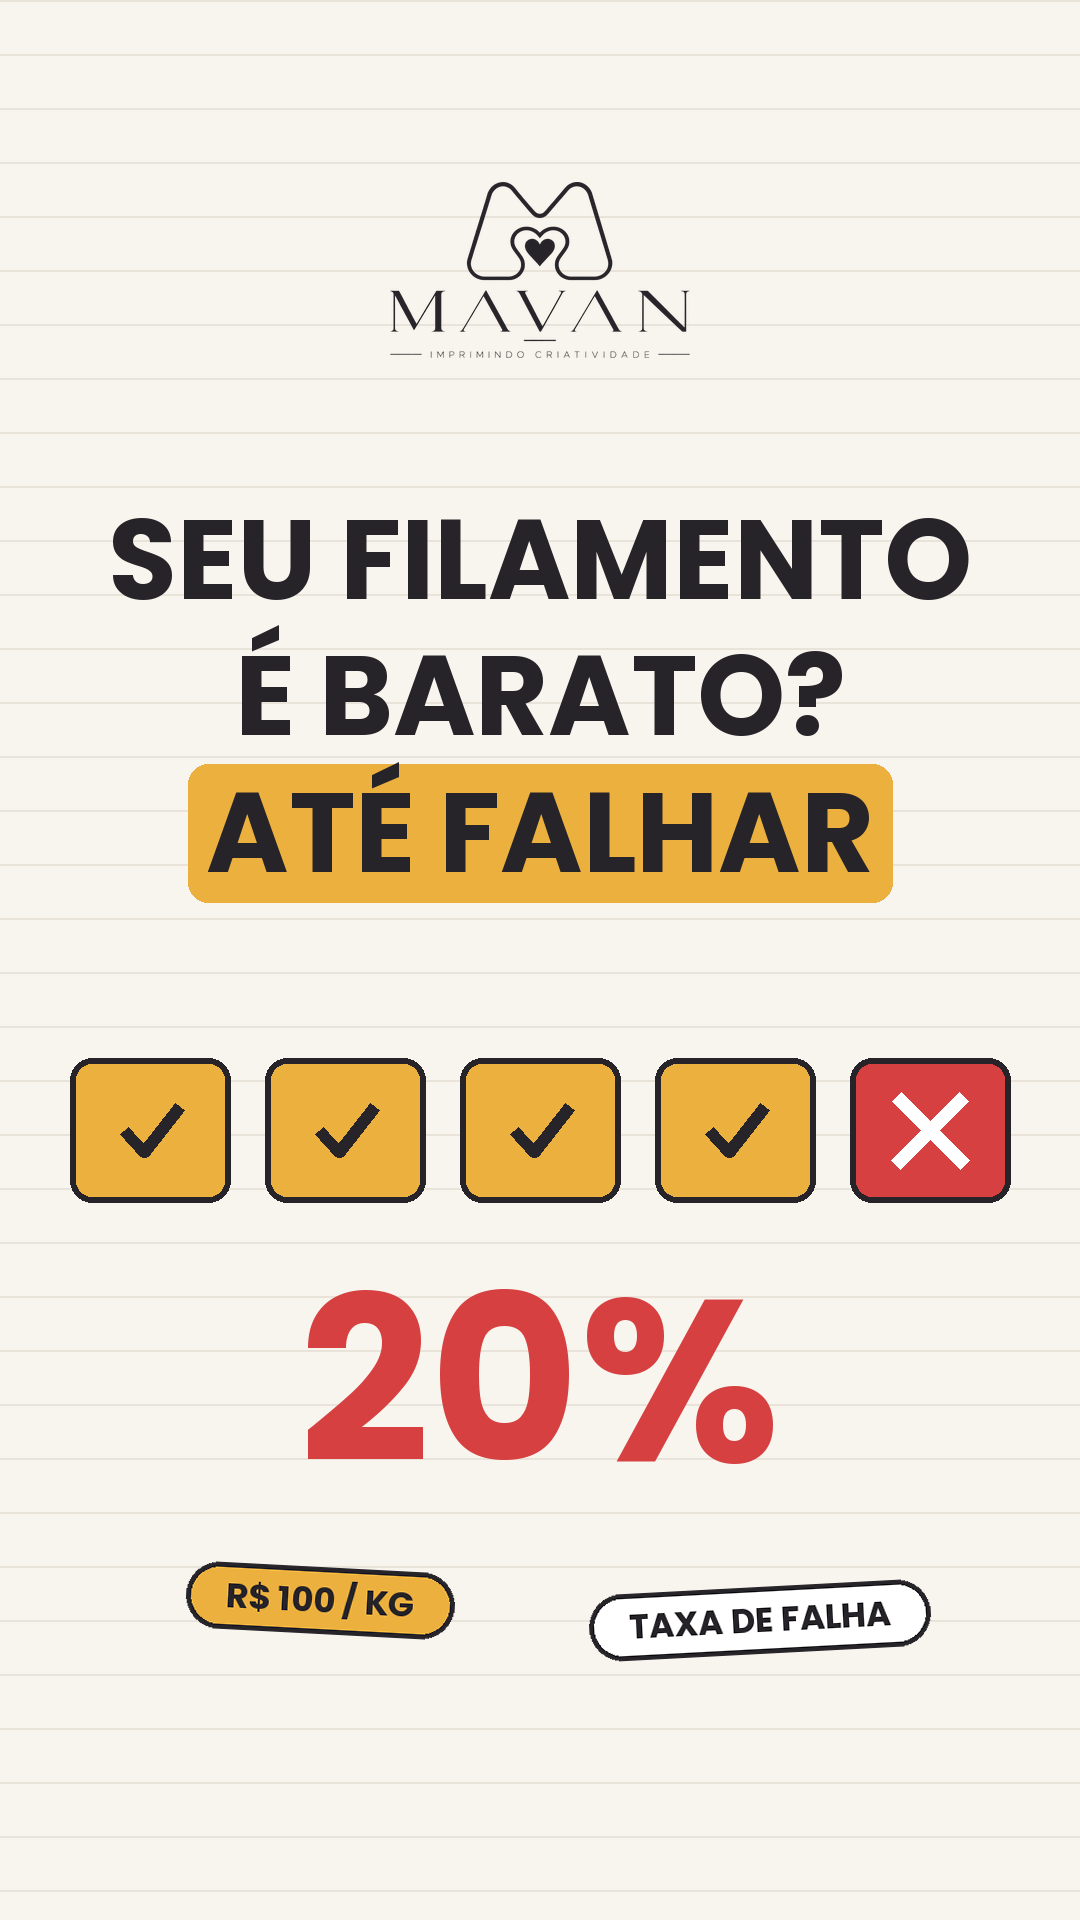 MAVAN
IMPRIMINDO CRIATIVIDADE
SEU FILAMENTO
É BARATO?
ATÉ FALHAR
20%
R$ 100 / KG
TAXA DE FALHA